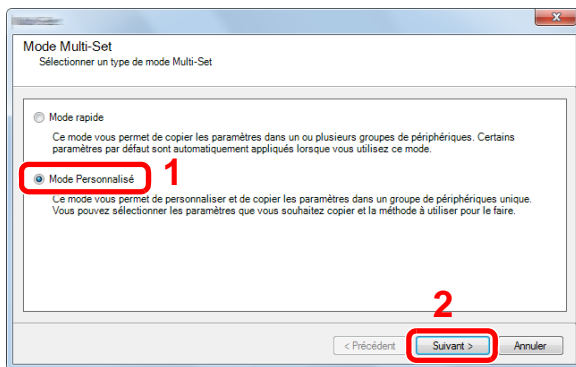 Mode Multi-Set
Sélectionner un type de mode Multi-Set
Mode rapide
Ce mode vous permet de copier les paramètres dans un ou plusieurs groupes de périphériques. Certains
paramètres par défaut sont automatiquement appliqués lorsque vous utilisez ce mode.
1
Mode Personnalisé
Ce mode vous permet de personnaliser et de copier les paramètres dans un groupe de périphériques unique.
Vous pouvez sélectionner les paramètres que vous souhaitez copier et la méthode à utiliser pour le faire.
2
< Précédent Suivant > Annuler